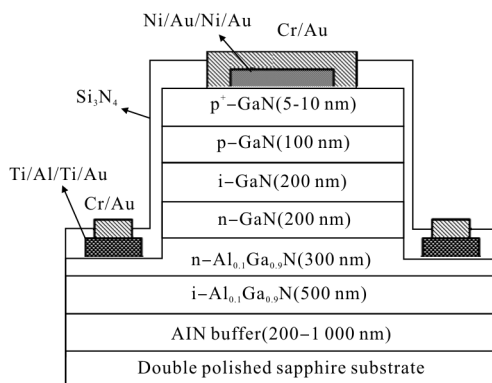 Ni/Au/Ni/Au
Cr/Au
Si₃N₄
p⁺-GaN(5-10 nm)
p-GaN(100 nm)
Ti/Al/Ti/Au
i-GaN(200 nm)
Cr/Au
n-GaN(200 nm)
n-Al₀.₁Ga₀.₉N(300 nm)
i-Al₀.₁Ga₀.₉N(500 nm)
AIN buffer(200-1 000 nm)
Double polished sapphire substrate